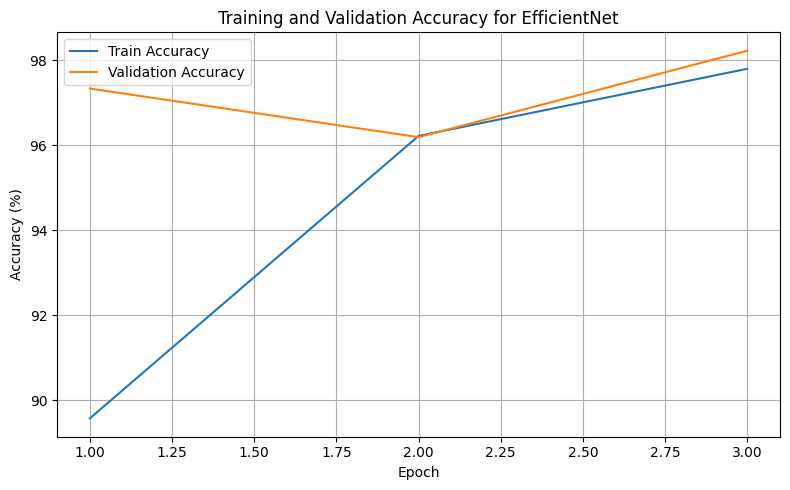 Training and Validation Accuracy for EfficientNet
Train Accuracy
Validation Accuracy
98
96
94
92
90
Accuracy (%)
1.00 1.25 1.50 1.75 2.00 2.25 2.50 2.75 3.00
Epoch